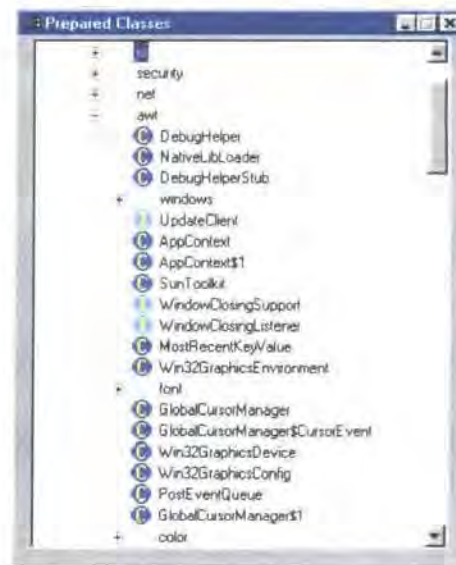 Prepared Classes
security
net
awt
DebugHelper
NativeLibLoader
DebugHelperStub
windows
UpdateClient
AppContext
AppContext$1
SunToolkit
WindowClosingSupport
WindowClosingListener
MostRecentKeyValue
Win32GraphicsEnvironment
font
GlobalCursorManager
GlobalCursorManager$CursorEvent
Win32GraphicsDevice
Win32GraphicsConfig
PostEventQueue
GlobalCursorManager$1
color